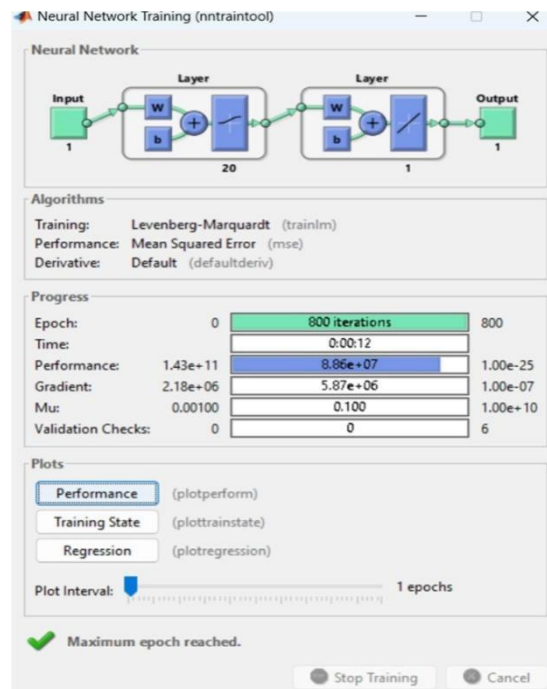 Neural Network Training (nntraintool)
Neural Network
Layer Layer
Input Output
W W
b b
1 20 1 1
Algorithms
Training: Levenberg-Marquardt (trainlm)
Performance: Mean Squared Error (mse)
Derivative: Default (defaultderiv)
Progress
Epoch: 0 800 iterations 800
Time: 0:00:12
Performance: 1.43e+11 8.86e+07 1.00e-25
Gradient: 2.18e+06 5.87e+06 1.00e-07
Mu: 0.00100 0.100 1.00e+10
Validation Checks: 0 0 6
Plots
Performance (plotperform)
Training State (plottrainstate)
Regression (plotregression)
Plot Interval: 1 epochs
Maximum epoch reached.
Stop Training Cancel